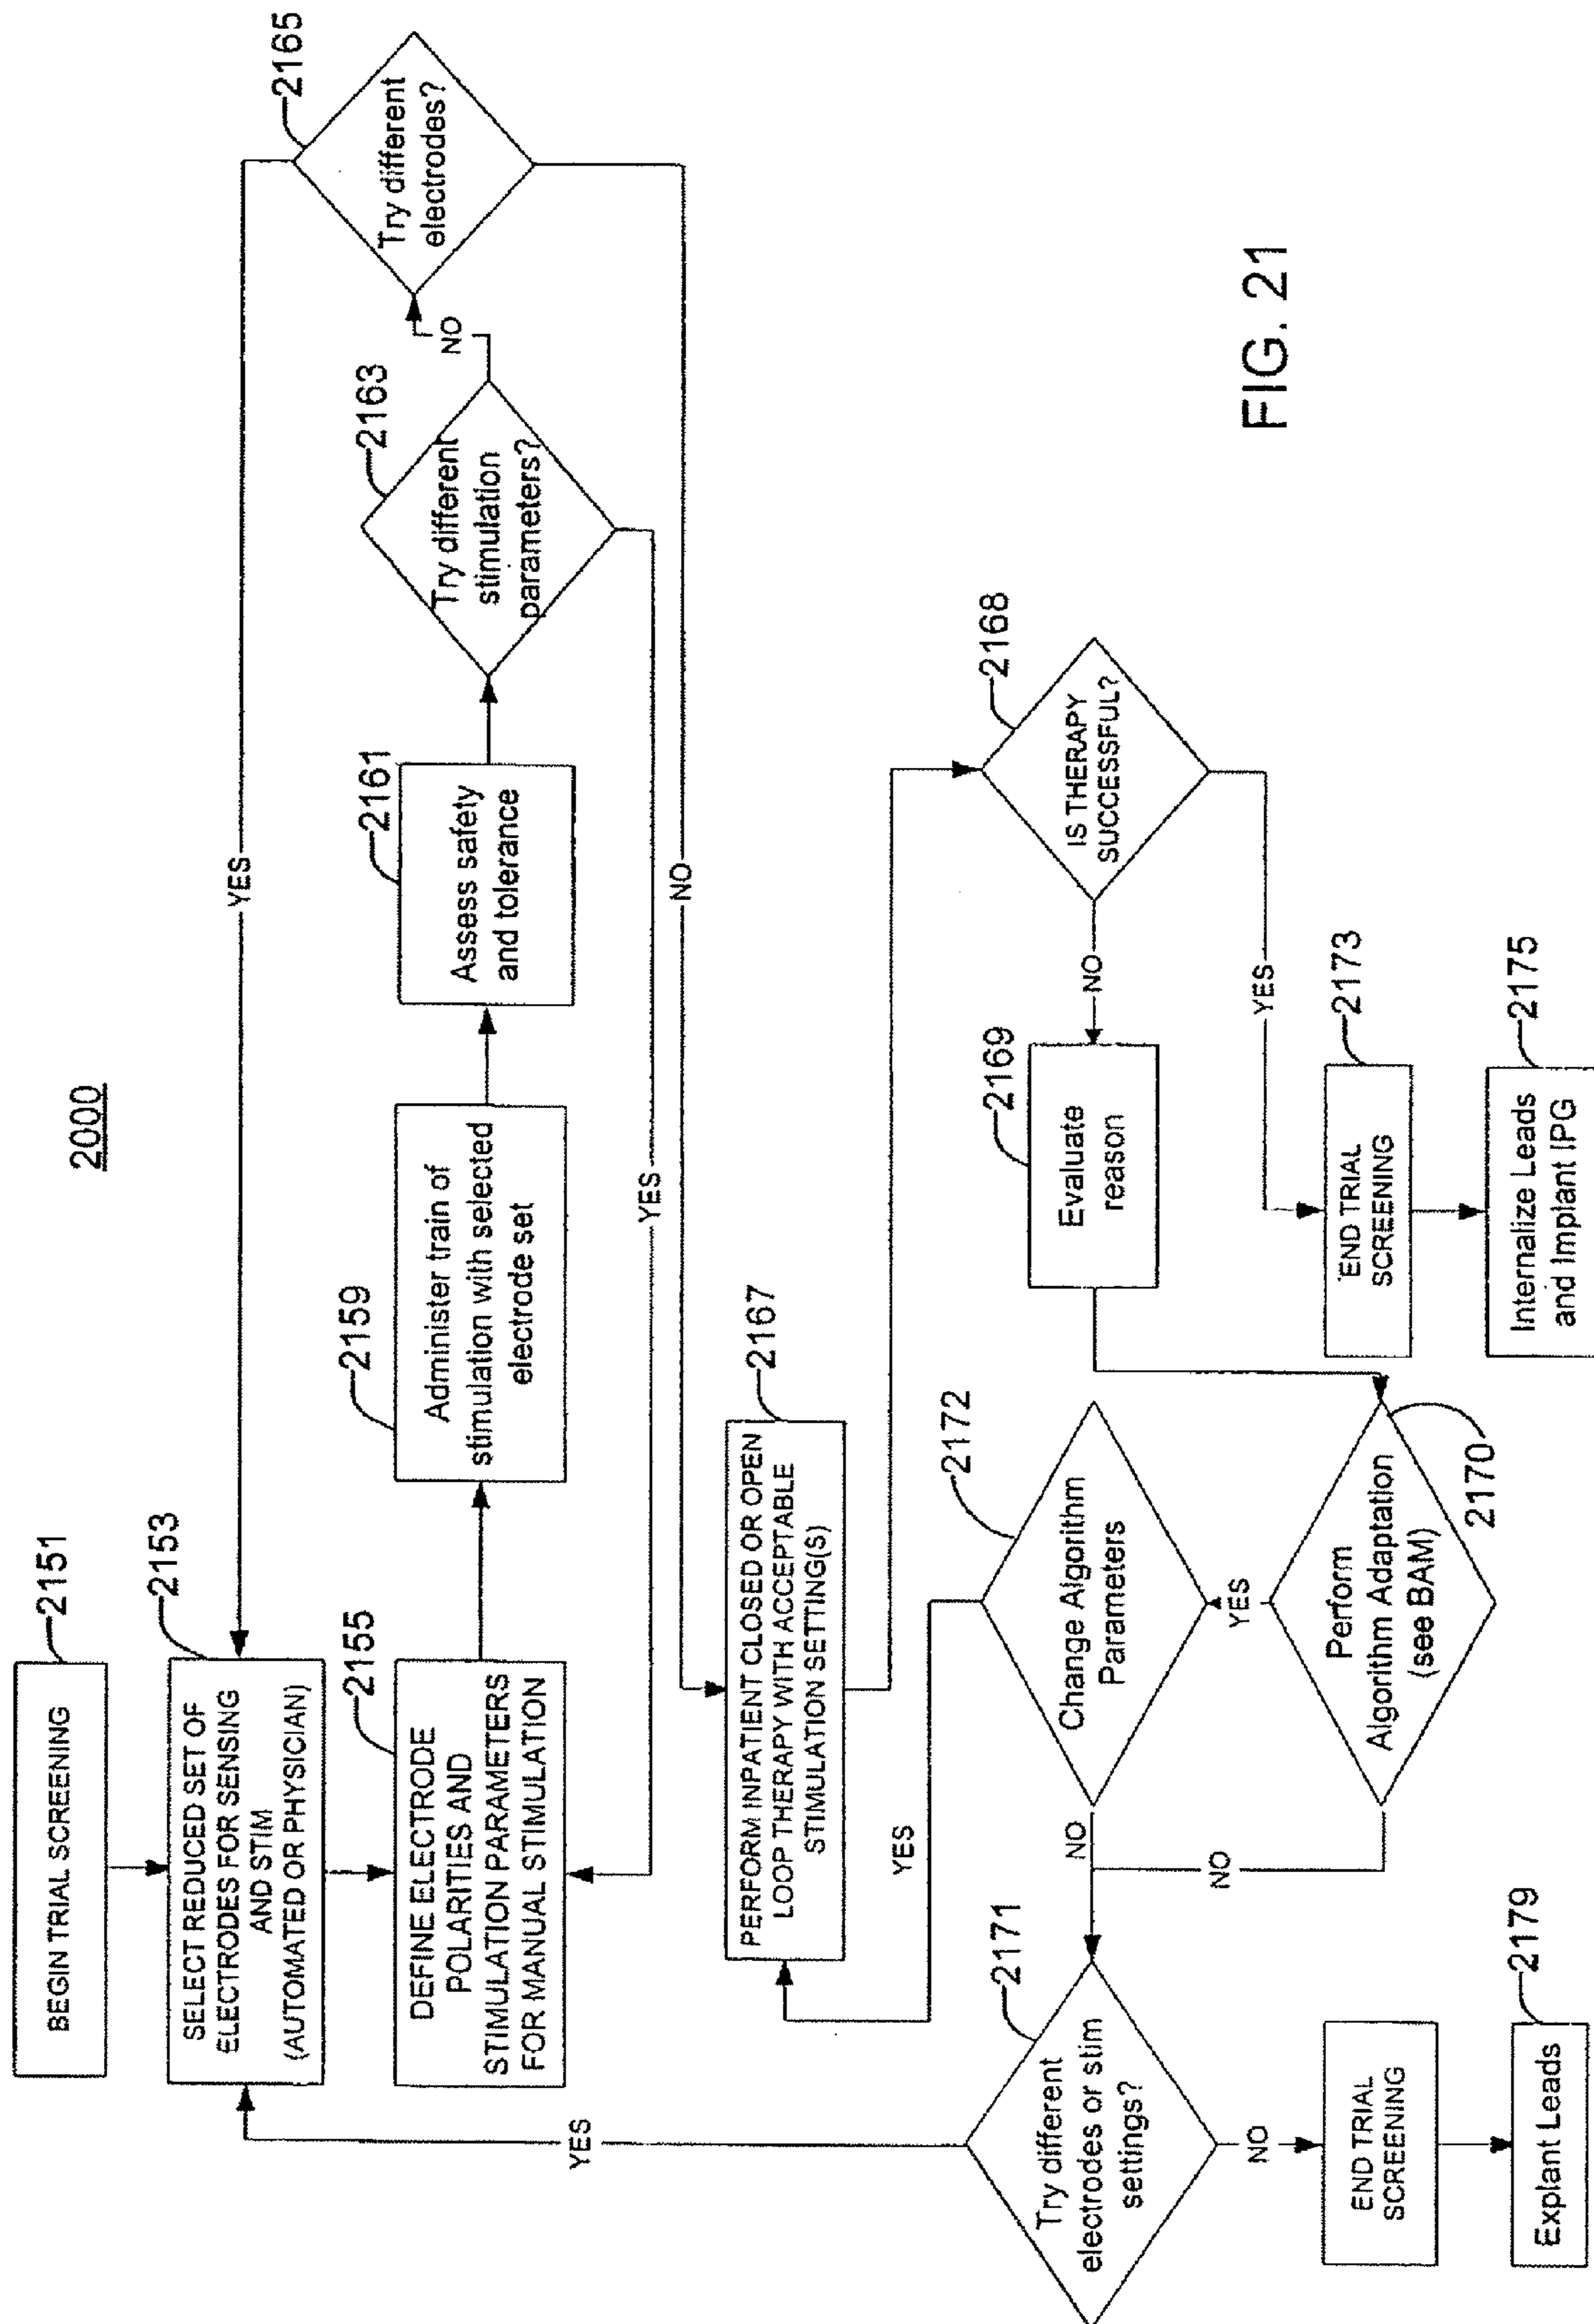 2000
BEGIN TRIAL SCREENING
2151
SELECT REDUCED SET OF
ELECTRODES FOR SENSING
AND STIM
(AUTOMATED OR PHYSICIAN)
2153
DEFINE ELECTRODE
POLARITIES AND
STIMULATION PARAMETERS
FOR MANUAL STIMULATION
2155
Administer train of
stimulation with selected
electrode set
2159
Assess safety
and tolerance
2161
Try different
stimulation
parameters?
2163
YES
NO
Try different
electrodes?
2165
YES
NO
PERFORM INPATIENT CLOSED OR OPEN
LOOP THERAPY WITH ACCEPTABLE
STIMULATION SETTING(S)
2167
IS THERAPY
SUCCESSFUL?
2168
NO
YES
Evaluate
reason
2169
END TRIAL
SCREENING
2173
Internalize Leads
and Implant IPG
2175
Perform
Algorithm Adaptation
(see BAM)
2170
YES
NO
Change Algorithm
Parameters
2172
YES
NO
Try different
electrodes or stim
settings?
2171
YES
NO
END TRIAL
SCREENING
Explant Leads
2179
FIG. 21